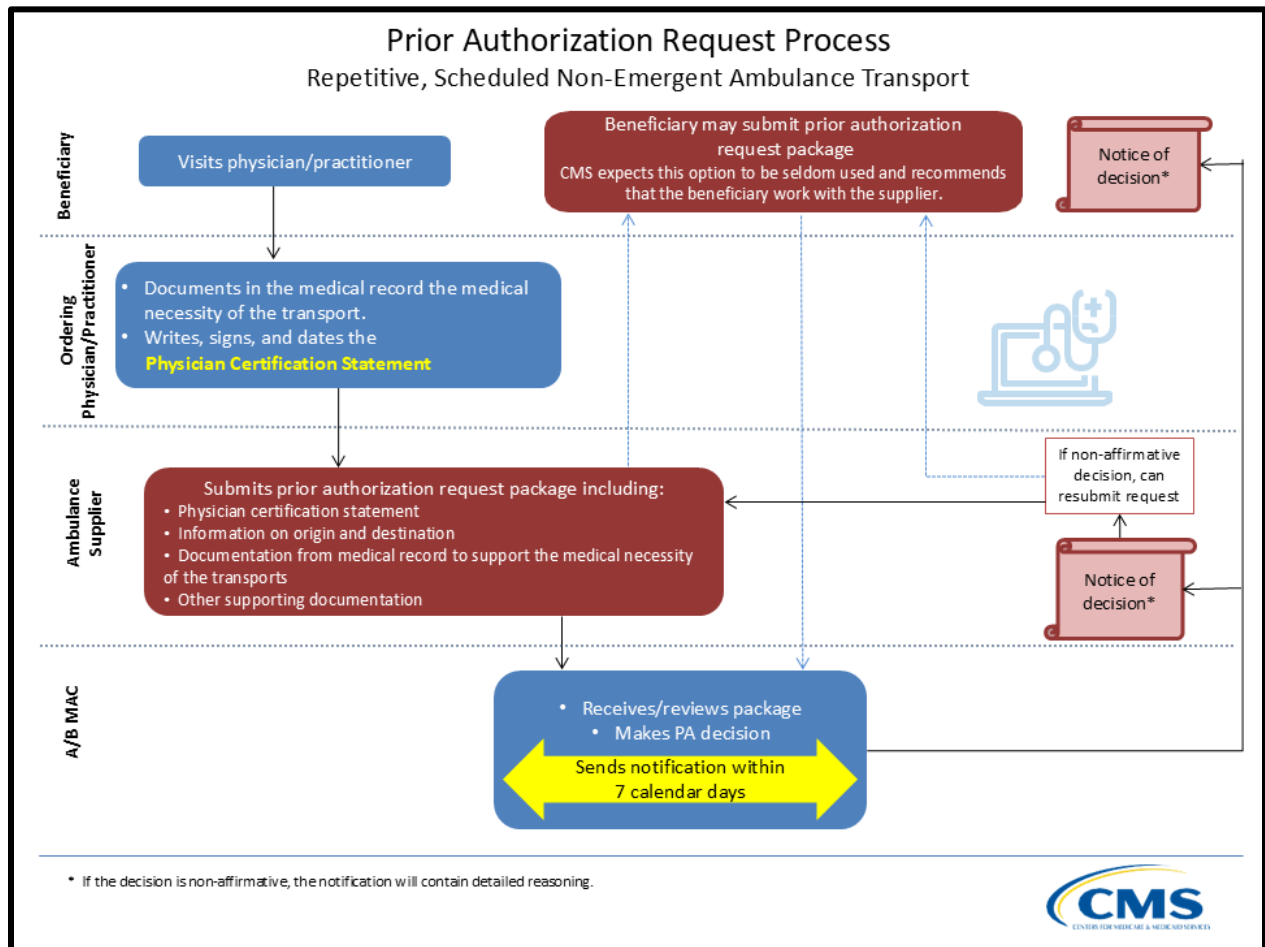 Prior Authorization Request Process
Repetitive, Scheduled Non-Emergent Ambulance Transport
Beneficiary
Visits physician/practitioner
Beneficiary may submit prior authorization
request package
CMS expects this option to be seldom used and recommends
that the beneficiary work with the supplier.
Notice of
decision*
Ordering
Physician/Practitioner
• Documents in the medical record the medical
necessity of the transport.
• Writes, signs, and dates the
Physician Certification Statement
Ambulance
Supplier
Submits prior authorization request package including:
• Physician certification statement
• Information on origin and destination
• Documentation from medical record to support the medical necessity
of the transports
• Other supporting documentation
If non-affirmative
decision, can
resubmit request
Notice of
decision*
A/B MAC
• Receives/reviews package
• Makes PA decision
Sends notification within
7 calendar days
* If the decision is non-affirmative, the notification will contain detailed reasoning.
CMS
CENTERS FOR MEDICARE & MEDICAID SERVICES